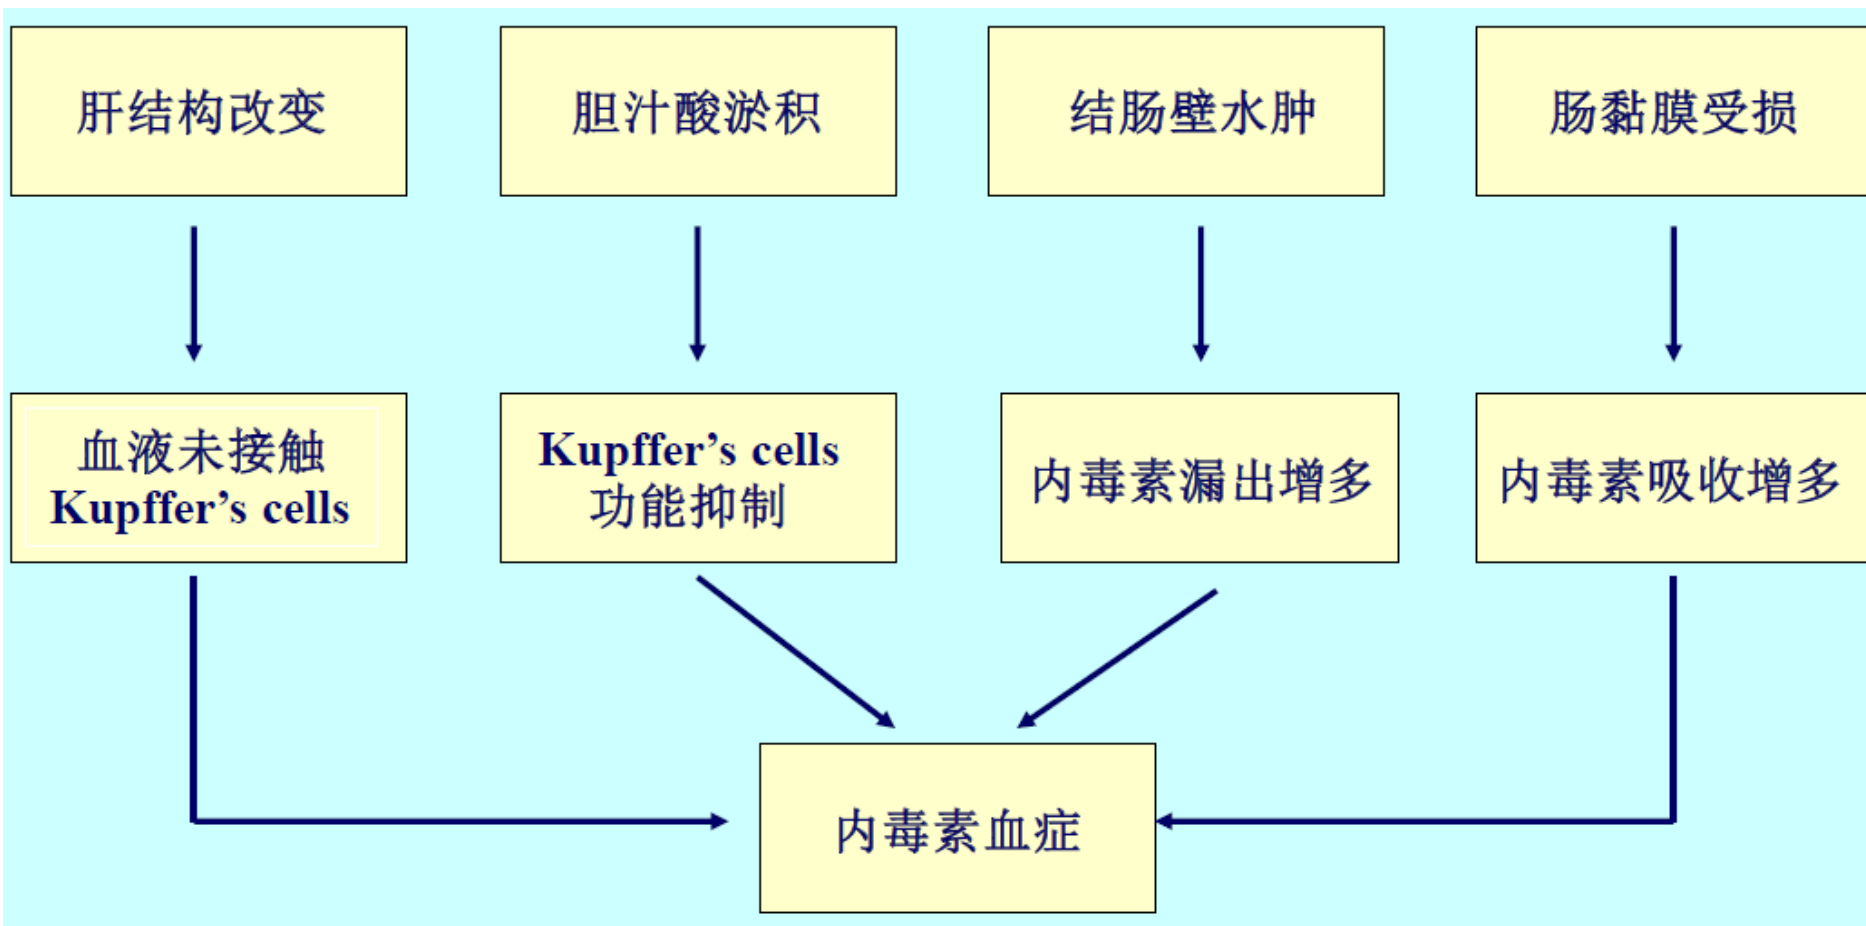 肝结构改变
胆汁酸淤积
结肠壁水肿
肠黏膜受损
血液未接触
Kupffer’s cells
Kupffer’s cells
功能抑制
内毒素漏出增多
内毒素吸收增多
内毒素血症